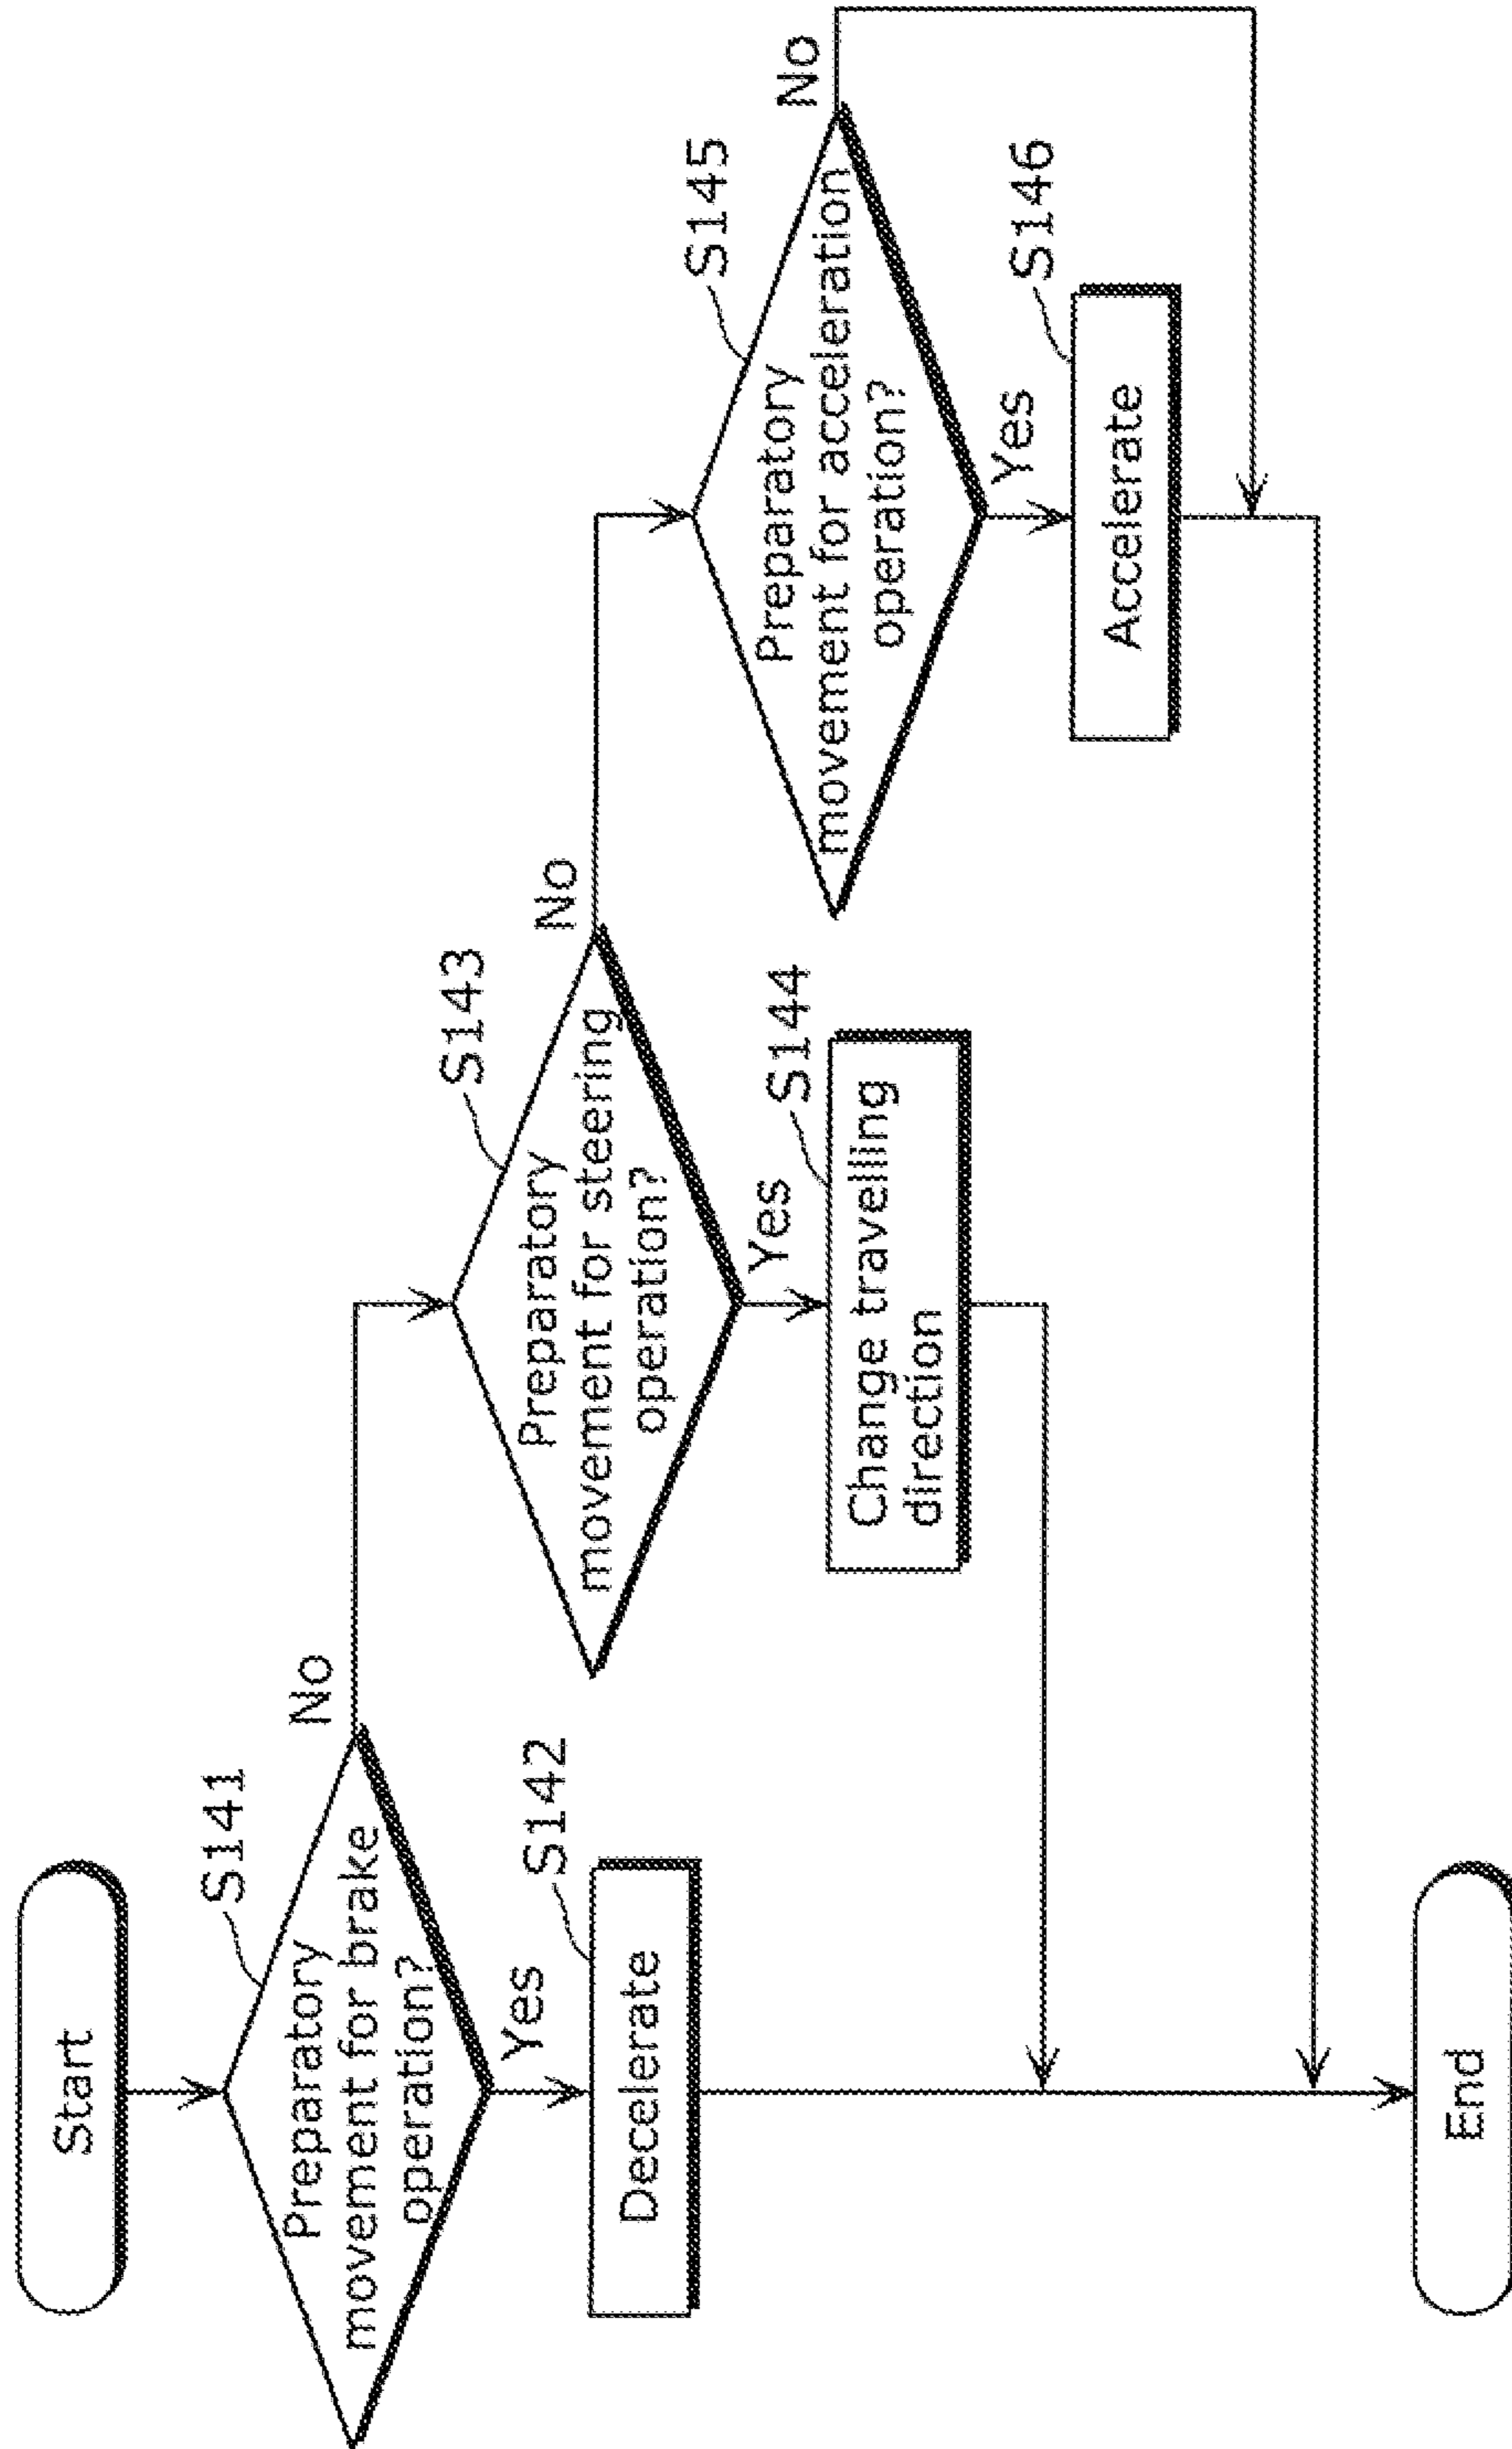 Start
S141
Preparatory
movement for brake
operation?
No
Yes
S142
Decelerate
S143
Preparatory
movement for steering
operation?
No
Yes
S144
Change travelling
direction
S145
Preparatory
movement for acceleration
operation?
No
Yes
S146
Accelerate
End